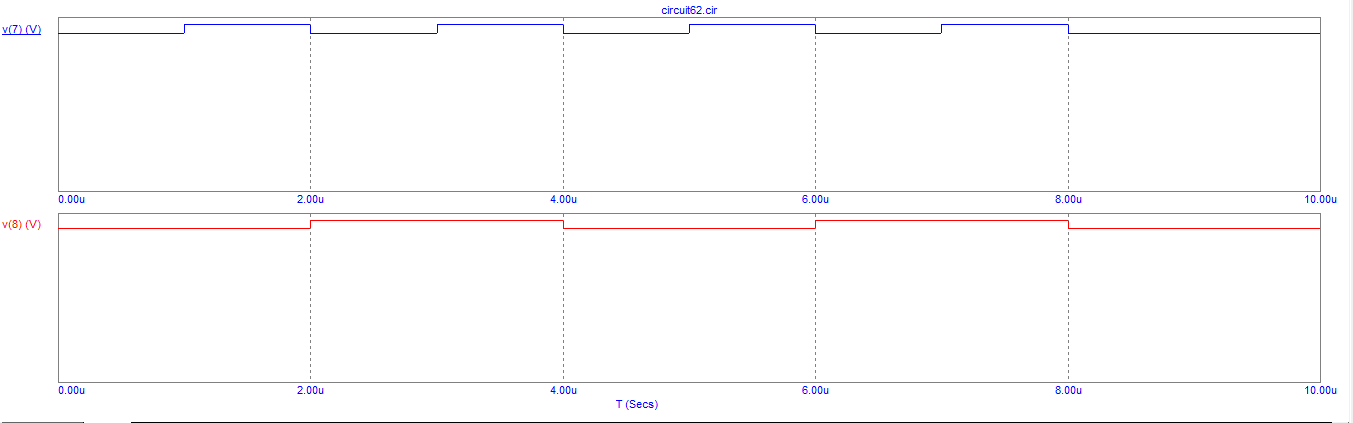 circuit62.cir
v(7) (V)
0.00u 2.00u 4.00u 6.00u 8.00u 10.00u
v(8) (V)
0.00u 2.00u 4.00u 6.00u 8.00u 10.00u
T (Secs)